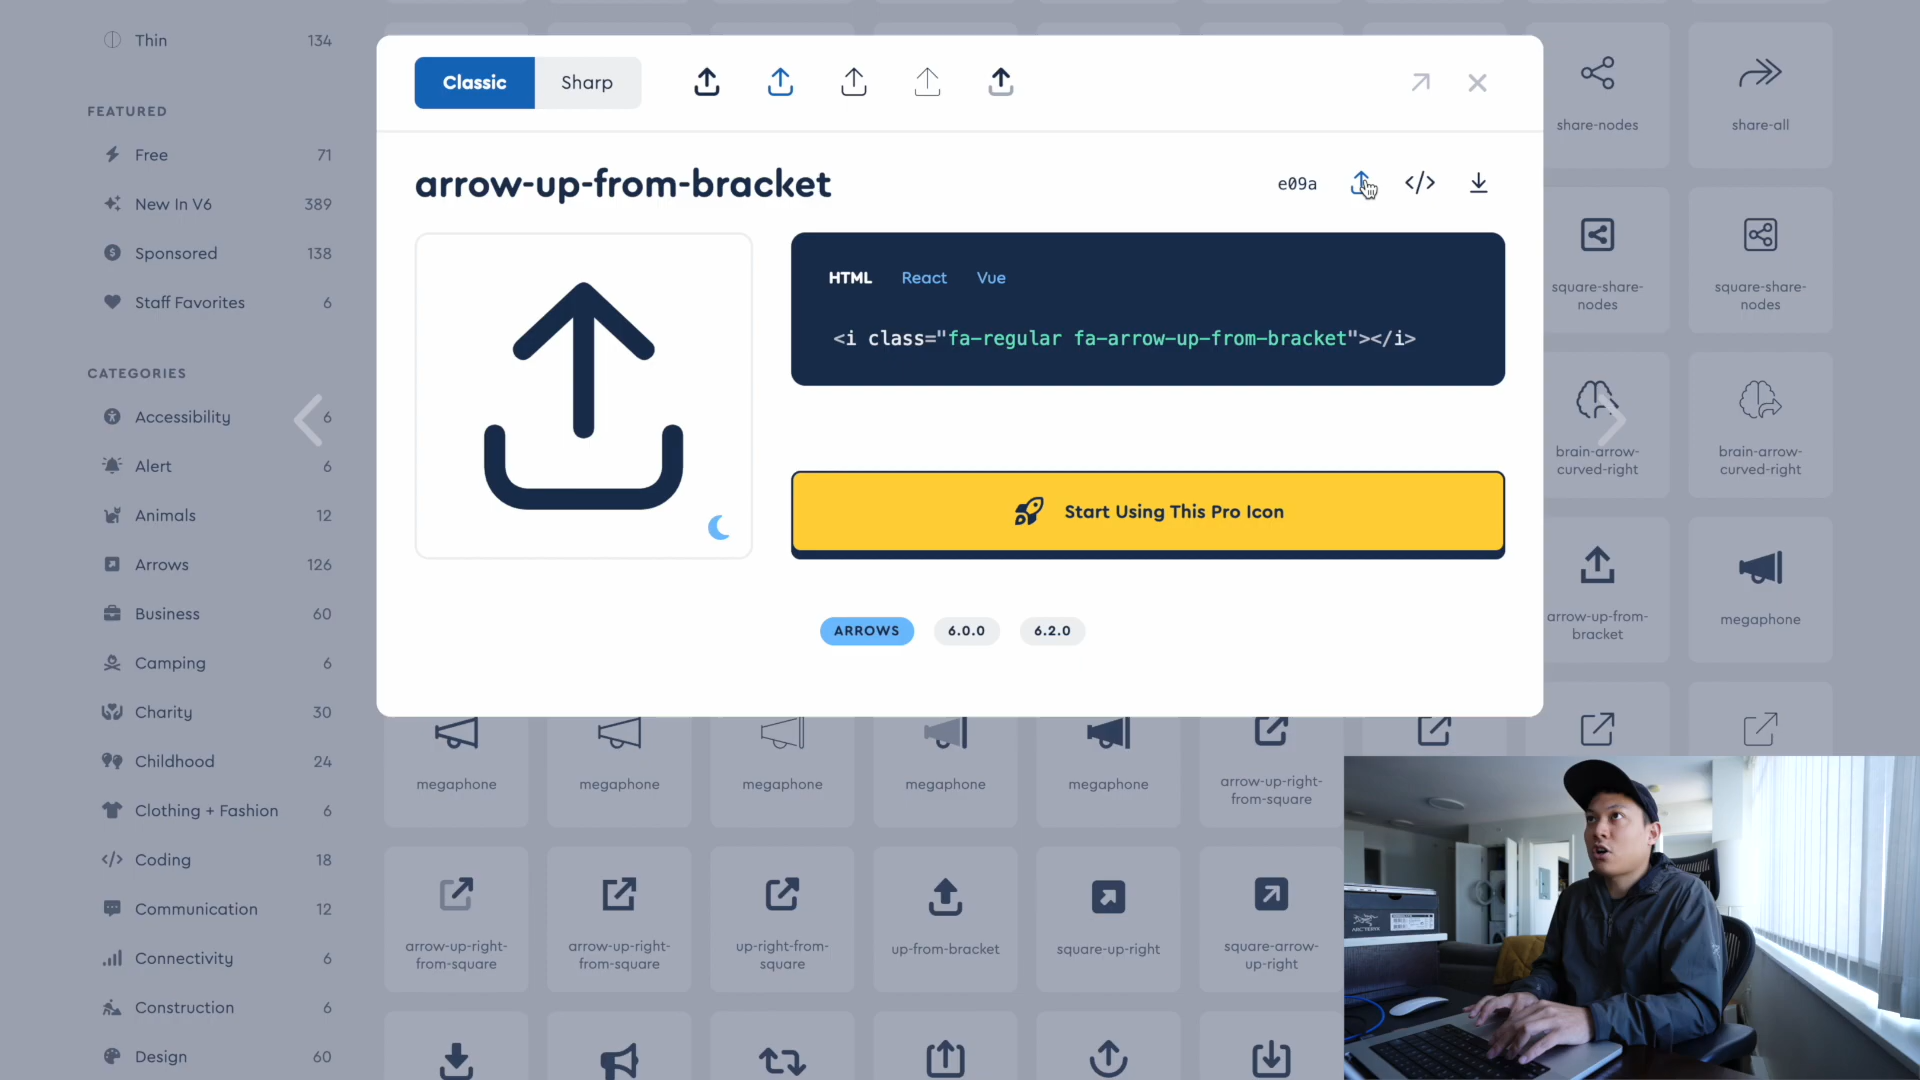 Thin 134
FEATURED
Free 71
New In V6 389
Sponsored 138
Staff Favorites 6
CATEGORIES
Accessibility 6
Alert 6
Animals 12
Arrows 126
Business 60
Camping 6
Charity 30
Childhood 24
Clothing + Fashion 6
Coding 18
Communication 12
Connectivity 6
Construction 6
Design 60
Classic Sharp
arrow-up-from-bracket e09a
HTML React Vue
<i class="fa-regular fa-arrow-up-from-bracket"></i>
Start Using This Pro Icon
ARROWS 6.0.0 6.2.0
share-nodes
share-all
square-share-
nodes
square-share-
nodes
brain-arrow-
curved-right
brain-arrow-
curved-right
arrow-up-from-
bracket
megaphone
megaphone
megaphone
megaphone
megaphone
megaphone
arrow-up-right-
from-square
arrow-up-right-
from-square
arrow-up-right-
from-square
up-right-from-
square
up-from-bracket
square-up-right
square-arrow-
up-right
ARC'TERYX